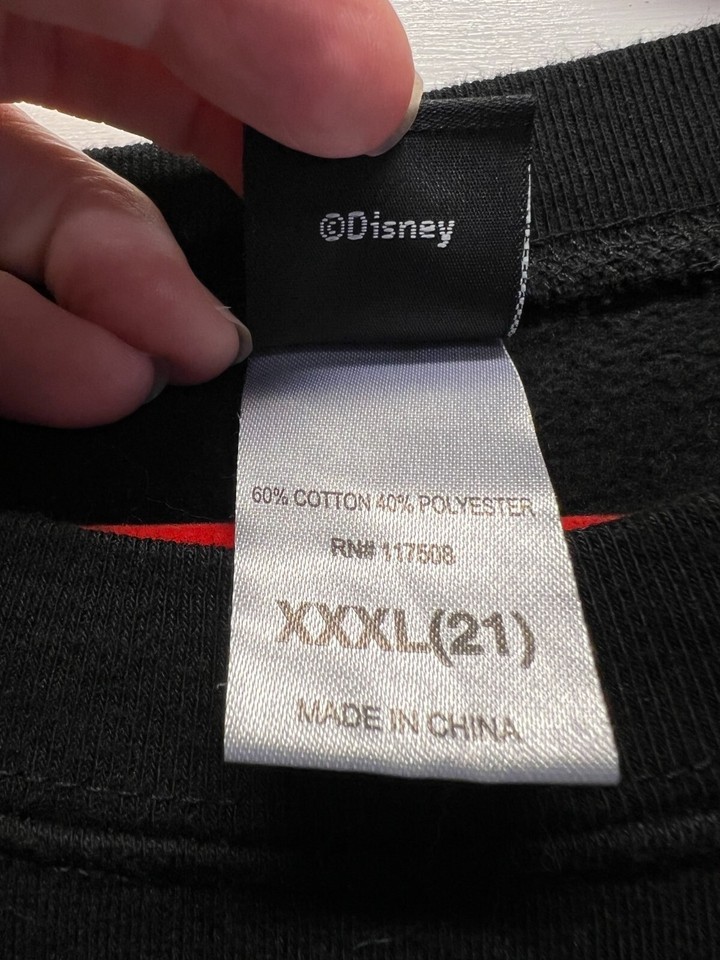 ©Disney
60% COTTON 40% POLYESTER
RN# 117508
XXXL(21)
MADE IN CHINA